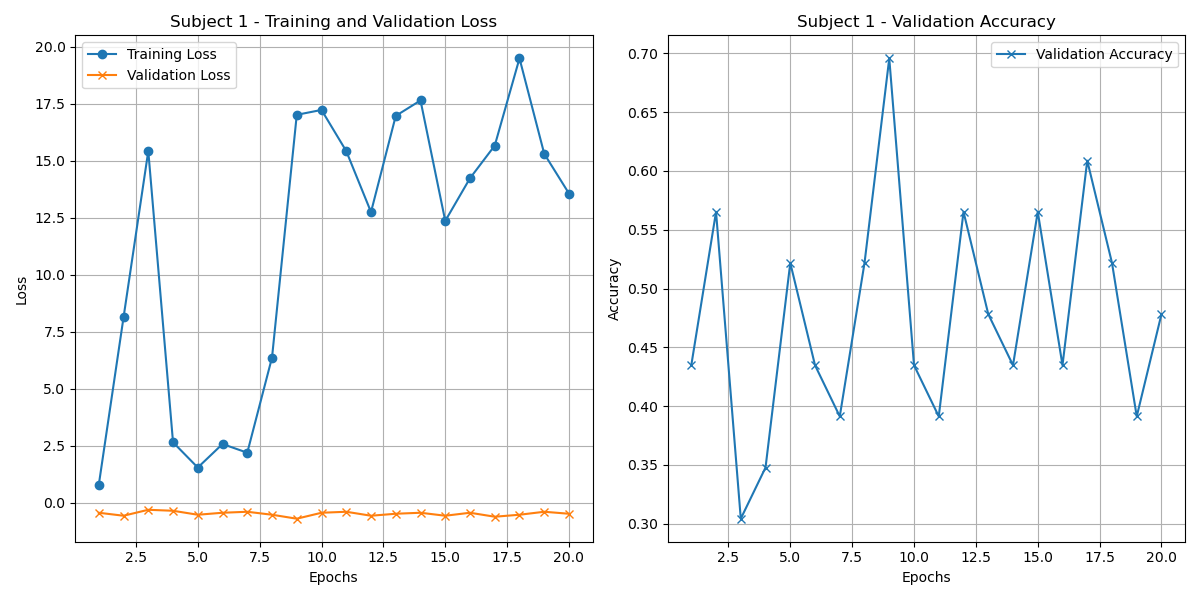 Subject 1 - Training and Validation Loss
Training Loss
Validation Loss
20.0
17.5
15.0
12.5
10.0
7.5
5.0
2.5
0.0
Loss
2.5 5.0 7.5 10.0 12.5 15.0 17.5 20.0
Epochs
Subject 1 - Validation Accuracy
Validation Accuracy
0.70
0.65
0.60
0.55
0.50
0.45
0.40
0.35
0.30
Accuracy
2.5 5.0 7.5 10.0 12.5 15.0 17.5 20.0
Epochs